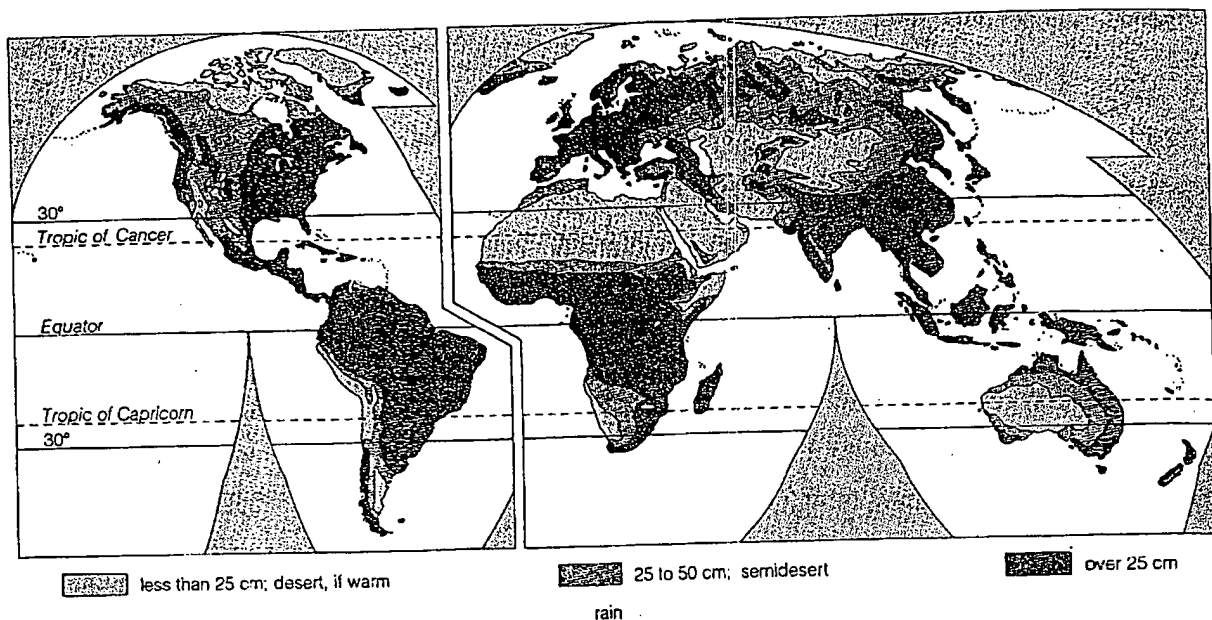 30°
Tropic of Cancer
Equator
Tropic of Capricorn
30°
less than 25 cm; desert, if warm
25 to 50 cm; semidesert
over 25 cm
rain